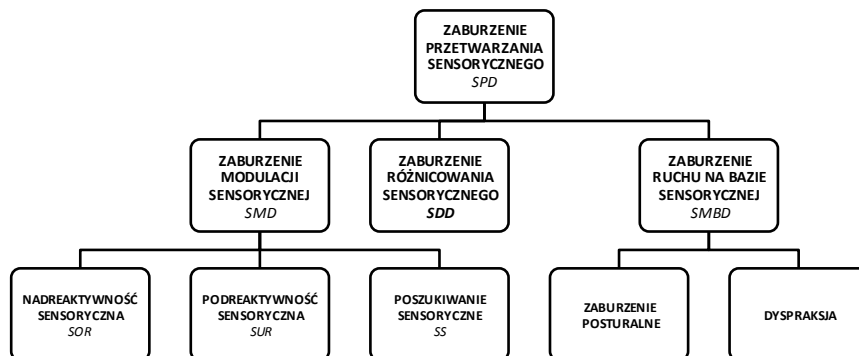 ZABURZENIE
PRZETWARZANIA
SENSORYCZNEGO
SPD
ZABURZENIE
MODULACJI
SENSORYCZNEJ
SMD
ZABURZENIE
RÓŻNICOWANIA
SENSORYCZNEGO
SDD
ZABURZENIE
RUCHU NA BAZIE
SENSORYCZNEJ
SMBD
NADREAKTYWNOŚĆ
SENSORYCZNA
SOR
PODREAKTYWNOŚĆ
SENSORYCZNA
SUR
POSZUKIWANIE
SENSORYCZNE
SS
ZABURZENIE
POSTURALNE
DYSPRAKSJA